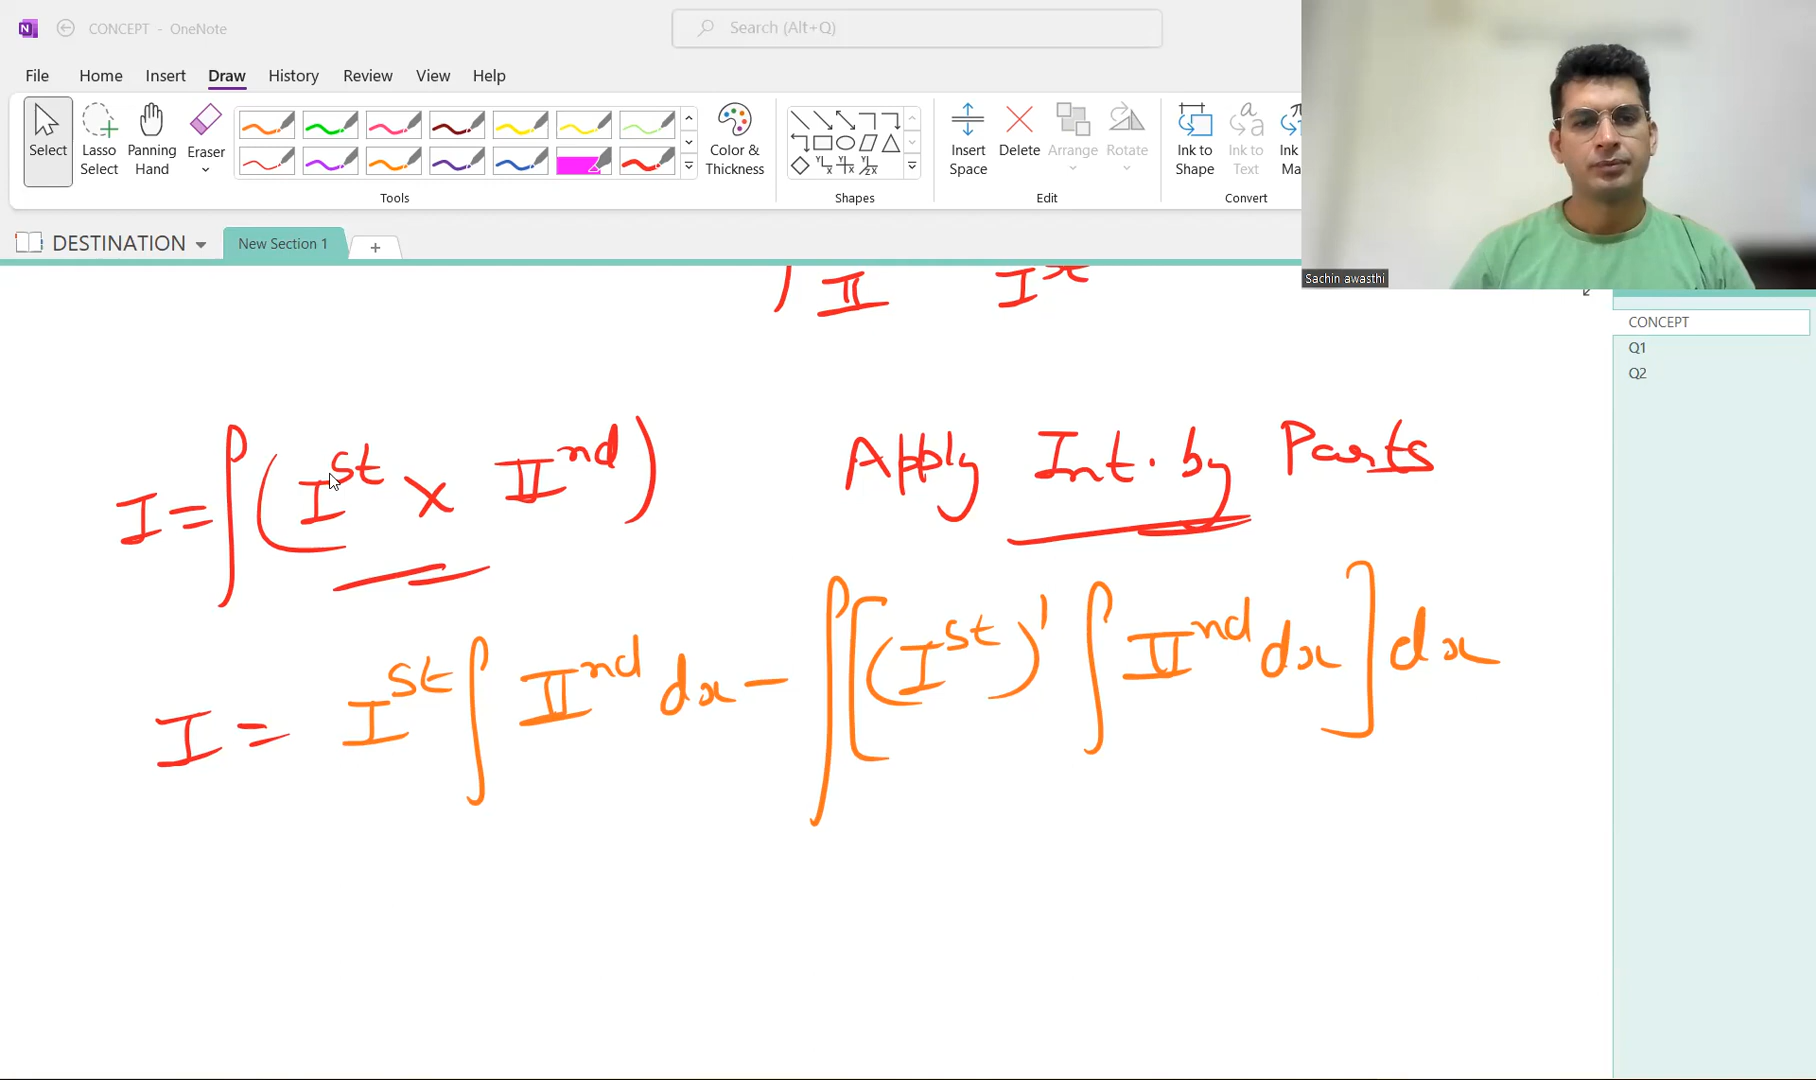 CONCEPT - OneNote
Search (Alt+Q)
File Home Insert Draw History Review View Help
Select
Lasso Select
Panning Hand
Eraser
Color & Thickness
Insert Space
Delete
Arrange
Rotate
Ink to Shape
Ink to Text
Ink Ma
Tools
Shapes
Edit
Convert
Sachin awasthi
DESTINATION
New Section 1
+
CONCEPT
Q1
Q2
II I
I = ∫ (I^st × II^nd) Apply Int. by Parts
I = I^st ∫ II^nd dx - ∫ [(I^st)' ∫ II^nd dx] dx